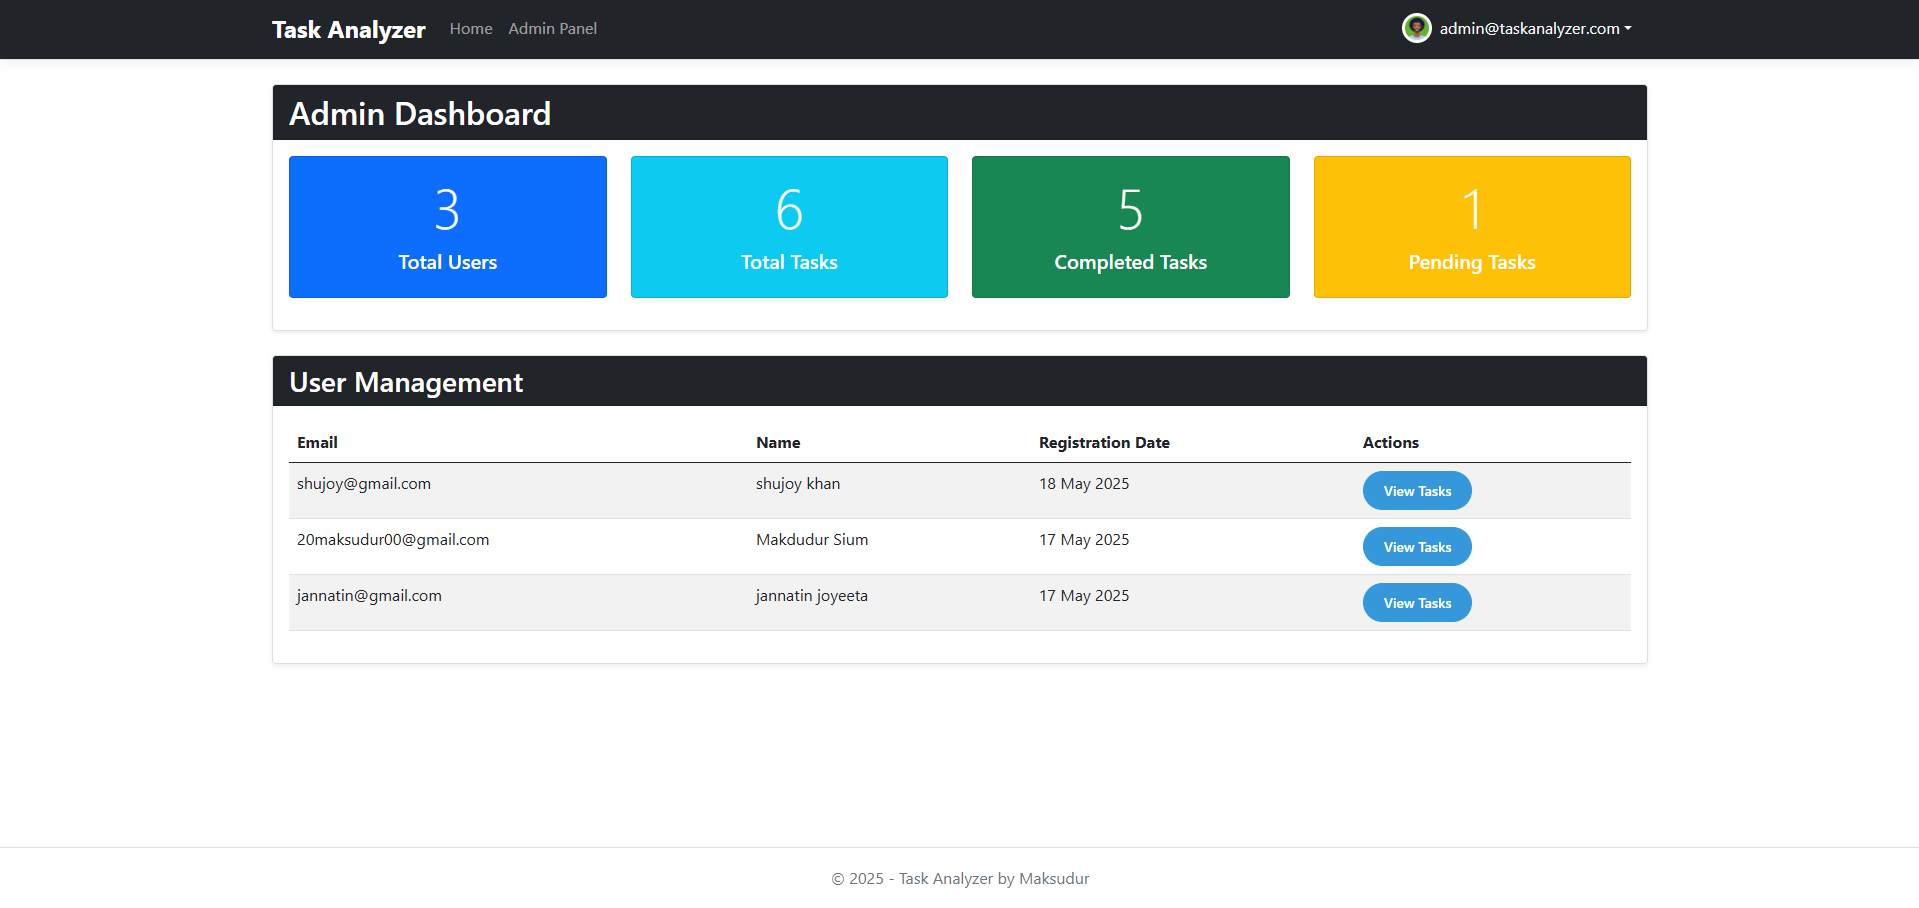 Task Analyzer Home Admin Panel admin@taskanalyzer.com
Admin Dashboard
3 6 5 1
Total Users Total Tasks Completed Tasks Pending Tasks
User Management
Email Name Registration Date Actions
shujoy@gmail.com shujoy khan 18 May 2025 View Tasks
20maksudur00@gmail.com Makdudur Sium 17 May 2025 View Tasks
jannatin@gmail.com jannatin joyeeta 17 May 2025 View Tasks
© 2025 - Task Analyzer by Maksudur